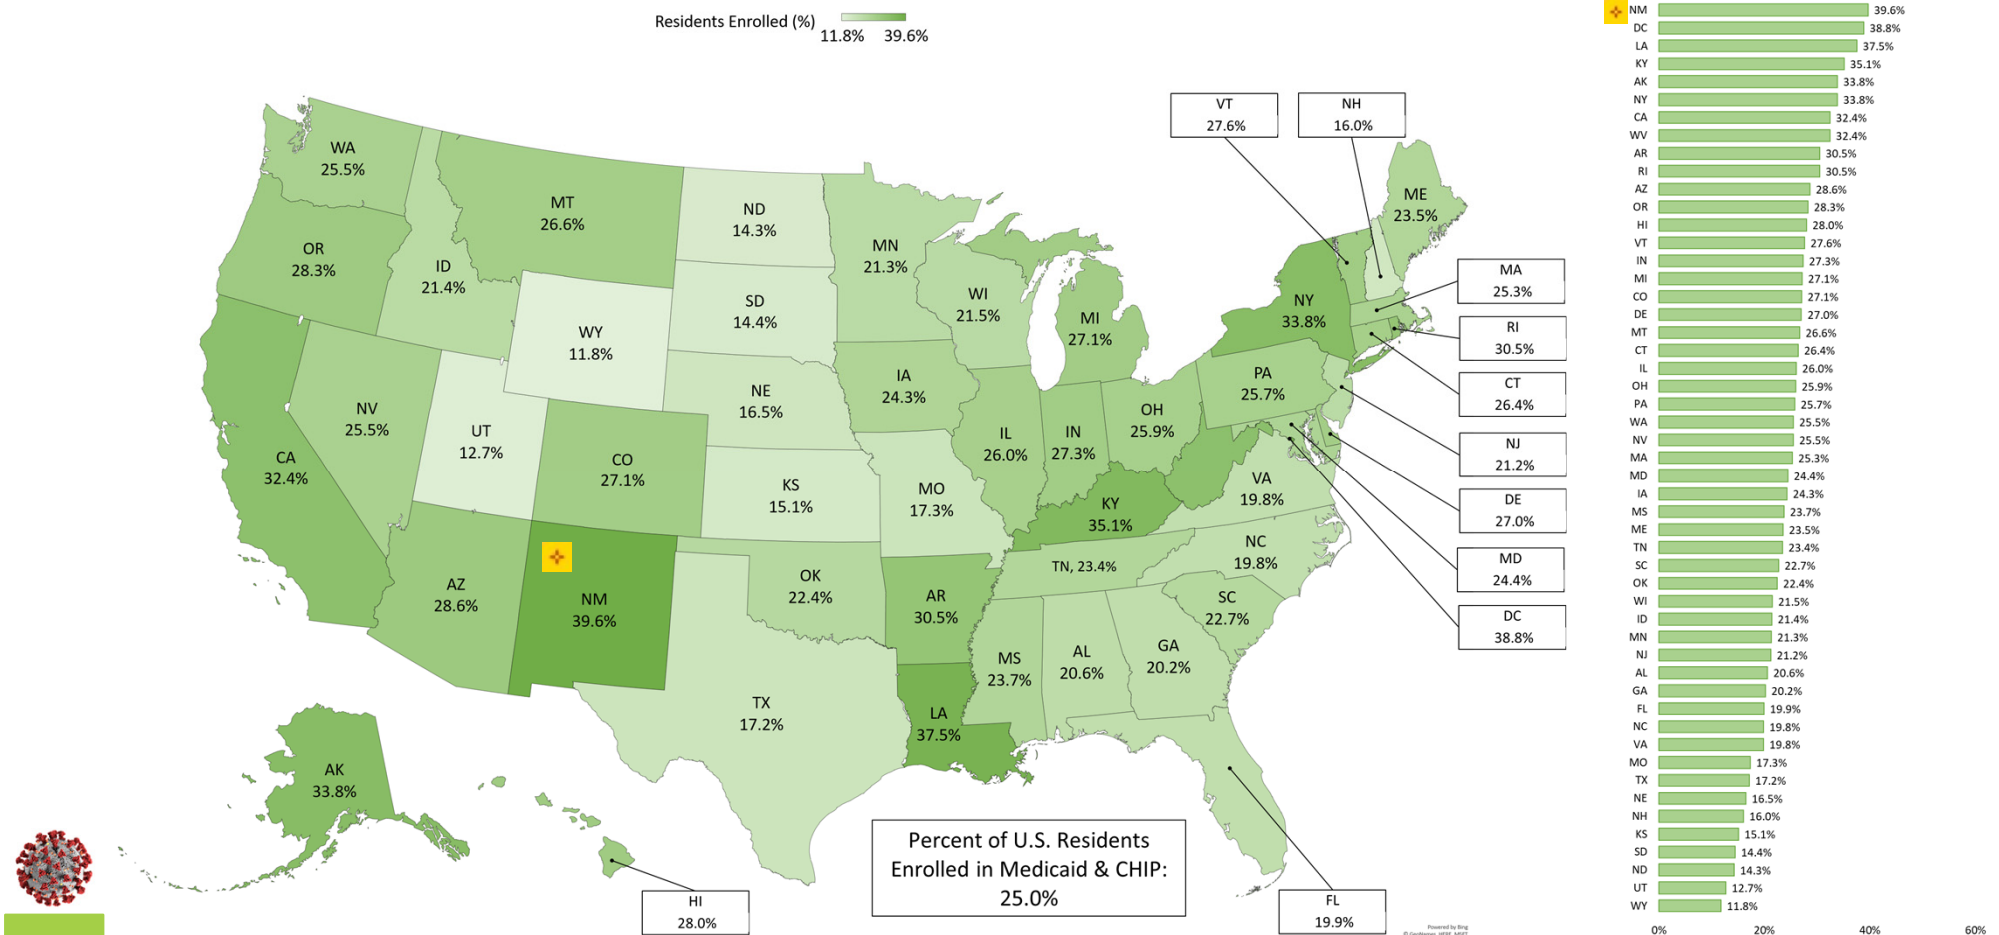 Residents Enrolled (%)
11.8% 39.6%
WA
25.5%
OR
28.3%
CA
32.4%
NV
25.5%
ID
21.4%
MT
26.6%
WY
11.8%
UT
12.7%
AZ
28.6%
CO
27.1%
NM
39.6%
ND
14.3%
SD
14.4%
NE
16.5%
KS
15.1%
OK
22.4%
TX
17.2%
MN
21.3%
IA
24.3%
MO
17.3%
AR
30.5%
LA
37.5%
WI
21.5%
IL
26.0%
MI
27.1%
IN
27.3%
OH
25.9%
KY
35.1%
TN, 23.4%
MS
23.7%
AL
20.6%
GA
20.2%
SC
22.7%
NC
19.8%
VA
19.8%
PA
25.7%
NY
33.8%
ME
23.5%
VT
27.6%
NH
16.0%
MA
25.3%
RI
30.5%
CT
26.4%
NJ
21.2%
DE
27.0%
MD
24.4%
DC
38.8%
AK
33.8%
HI
28.0%
FL
19.9%
Percent of U.S. Residents
Enrolled in Medicaid & CHIP:
25.0%
Powered by Bing
© GeoNames, HERE, MSFT
NM 39.6%
DC 38.8%
LA 37.5%
KY 35.1%
AK 33.8%
NY 33.8%
CA 32.4%
WV 32.4%
AR 30.5%
RI 30.5%
AZ 28.6%
OR 28.3%
HI 28.0%
VT 27.6%
IN 27.3%
MI 27.1%
CO 27.1%
DE 27.0%
MT 26.6%
CT 26.4%
IL 26.0%
OH 25.9%
PA 25.7%
WA 25.5%
NV 25.5%
MA 25.3%
MD 24.4%
IA 24.3%
MS 23.7%
ME 23.5%
TN 23.4%
SC 22.7%
OK 22.4%
WI 21.5%
ID 21.4%
MN 21.3%
NJ 21.2%
AL 20.6%
GA 20.2%
FL 19.9%
NC 19.8%
VA 19.8%
MO 17.3%
TX 17.2%
NE 16.5%
NH 16.0%
KS 15.1%
SD 14.4%
ND 14.3%
UT 12.7%
WY 11.8%
0% 20% 40% 60%